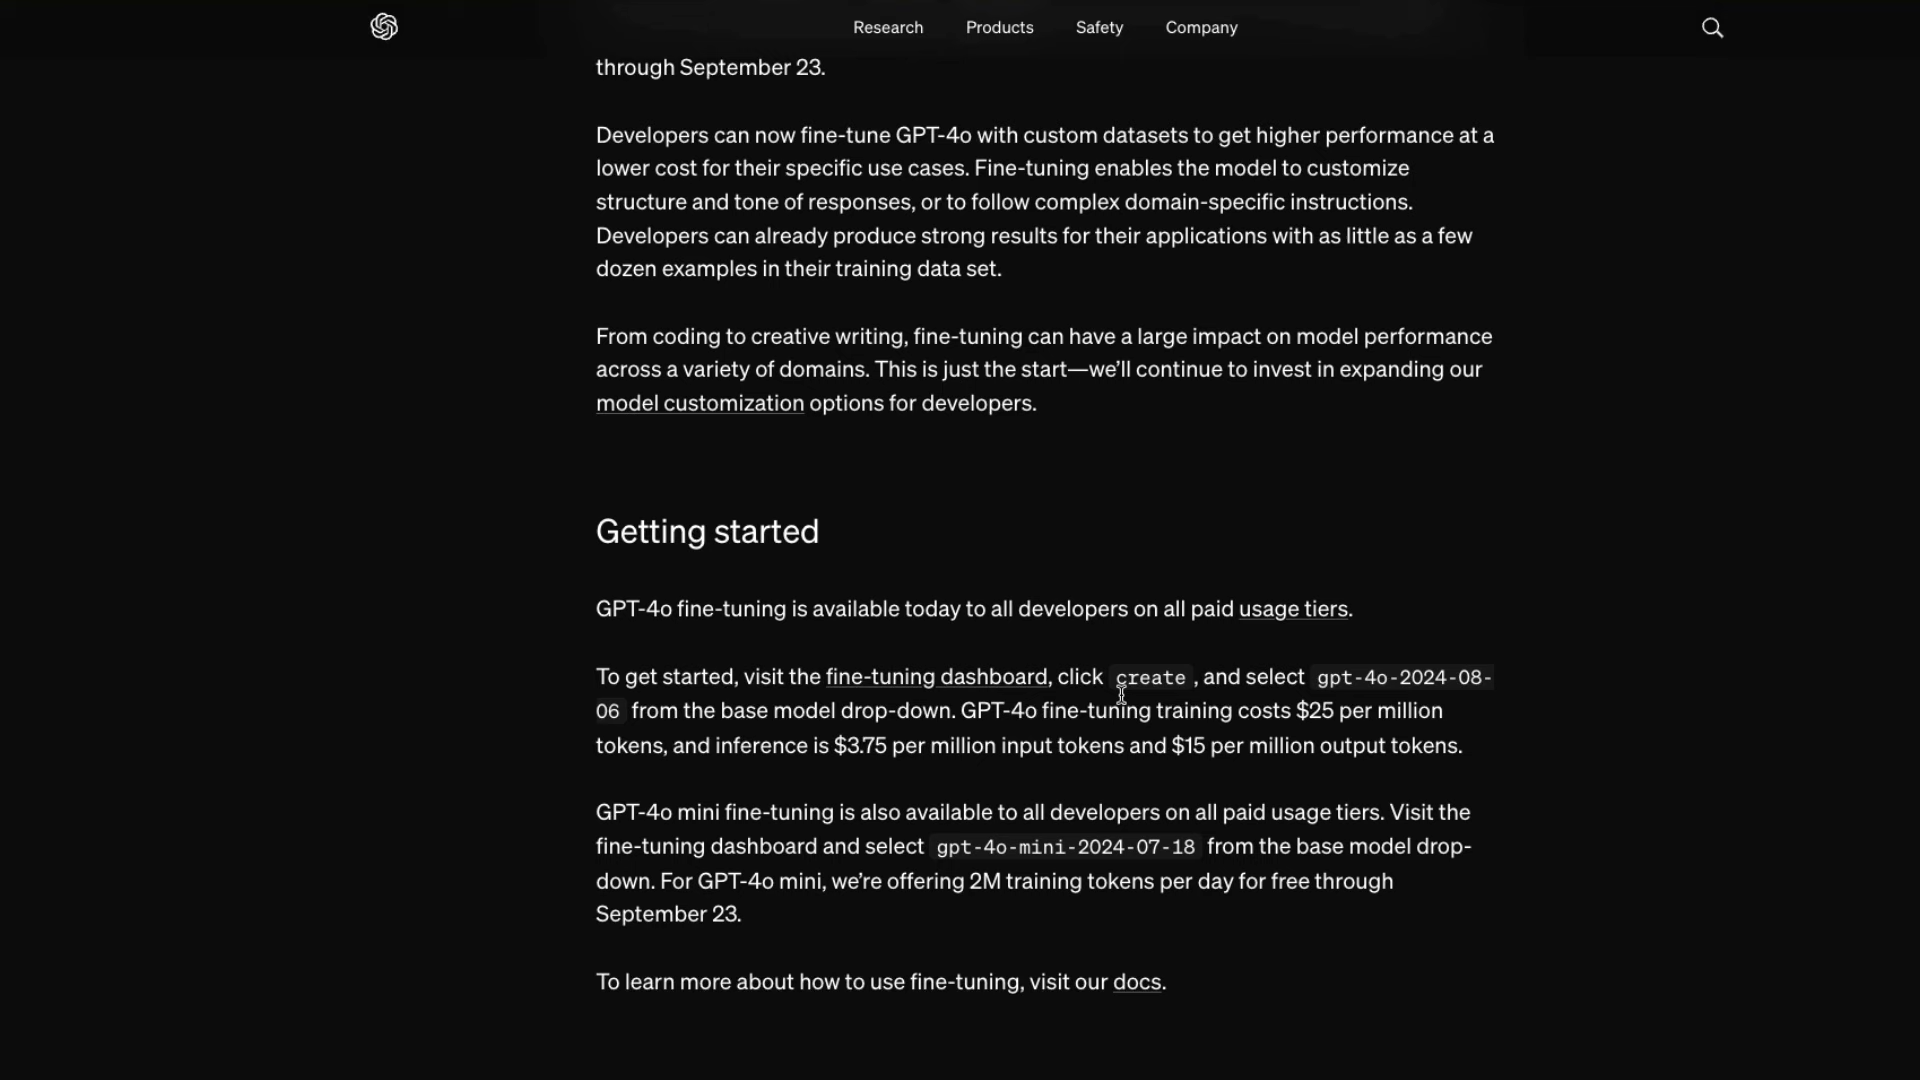 Research Products Safety Company
through September 23.
Developers can now fine-tune GPT-4o with custom datasets to get higher performance at a
lower cost for their specific use cases. Fine-tuning enables the model to customize
structure and tone of responses, or to follow complex domain-specific instructions.
Developers can already produce strong results for their applications with as little as a few
dozen examples in their training data set.
From coding to creative writing, fine-tuning can have a large impact on model performance
across a variety of domains. This is just the start—we’ll continue to invest in expanding our
model customization options for developers.
Getting started
GPT-4o fine-tuning is available today to all developers on all paid usage tiers.
To get started, visit the fine-tuning dashboard, click create, and select gpt-4o-2024-08-
06 from the base model drop-down. GPT-4o fine-tuning training costs $25 per million
tokens, and inference is $3.75 per million input tokens and $15 per million output tokens.
GPT-4o mini fine-tuning is also available to all developers on all paid usage tiers. Visit the
fine-tuning dashboard and select gpt-4o-mini-2024-07-18 from the base model drop-
down. For GPT-4o mini, we’re offering 2M training tokens per day for free through
September 23.
To learn more about how to use fine-tuning, visit our docs.